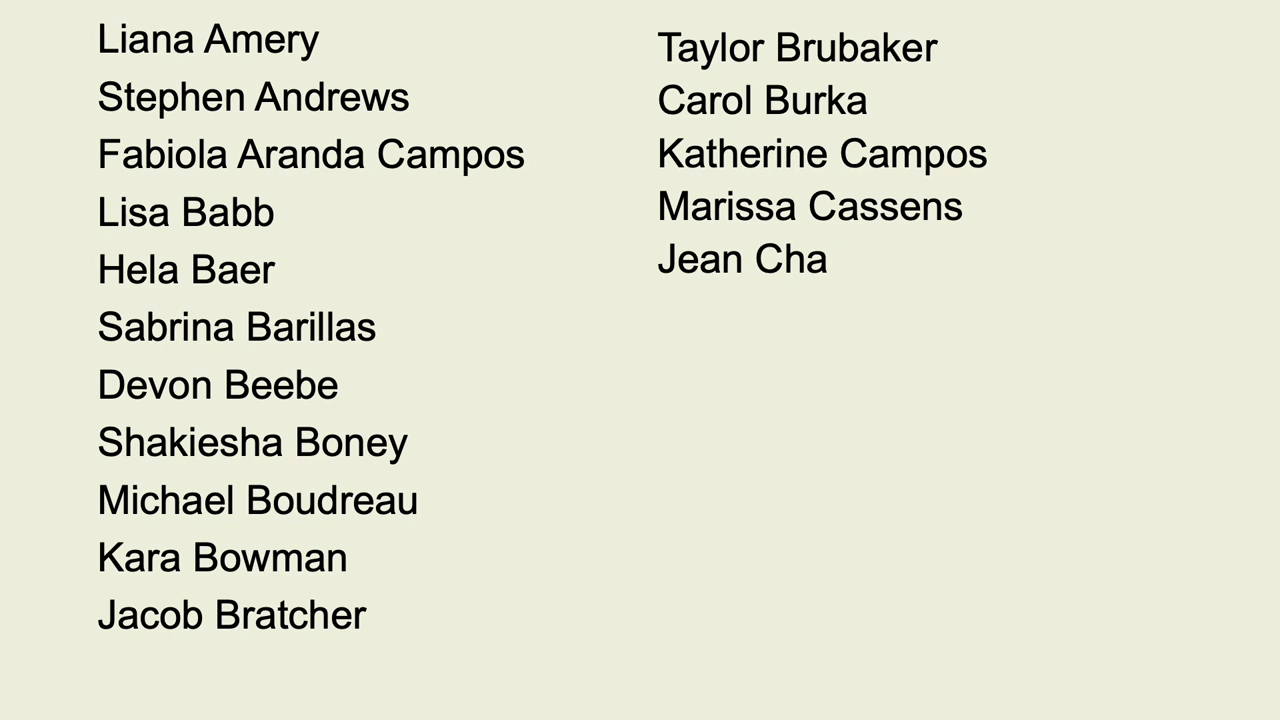 Liana Amery
Stephen Andrews
Fabiola Aranda Campos
Lisa Babb
Hela Baer
Sabrina Barillas
Devon Beebe
Shakiesha Boney
Michael Boudreau
Kara Bowman
Jacob Bratcher
Taylor Brubaker
Carol Burka
Katherine Campos
Marissa Cassens
Jean Cha